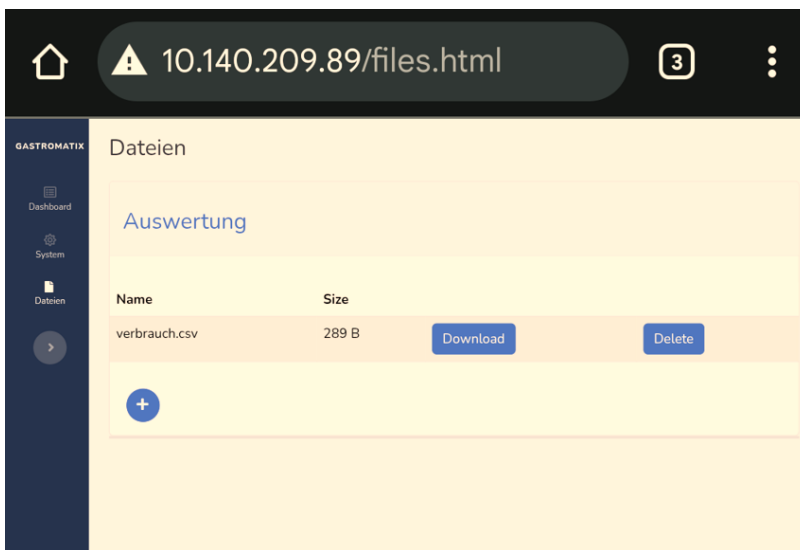 10.140.209.89/files.html
3
GASTROMATIX
Dashboard
System
Dateien
Dateien
Auswertung
Name Size
verbrauch.csv 289 B Download Delete